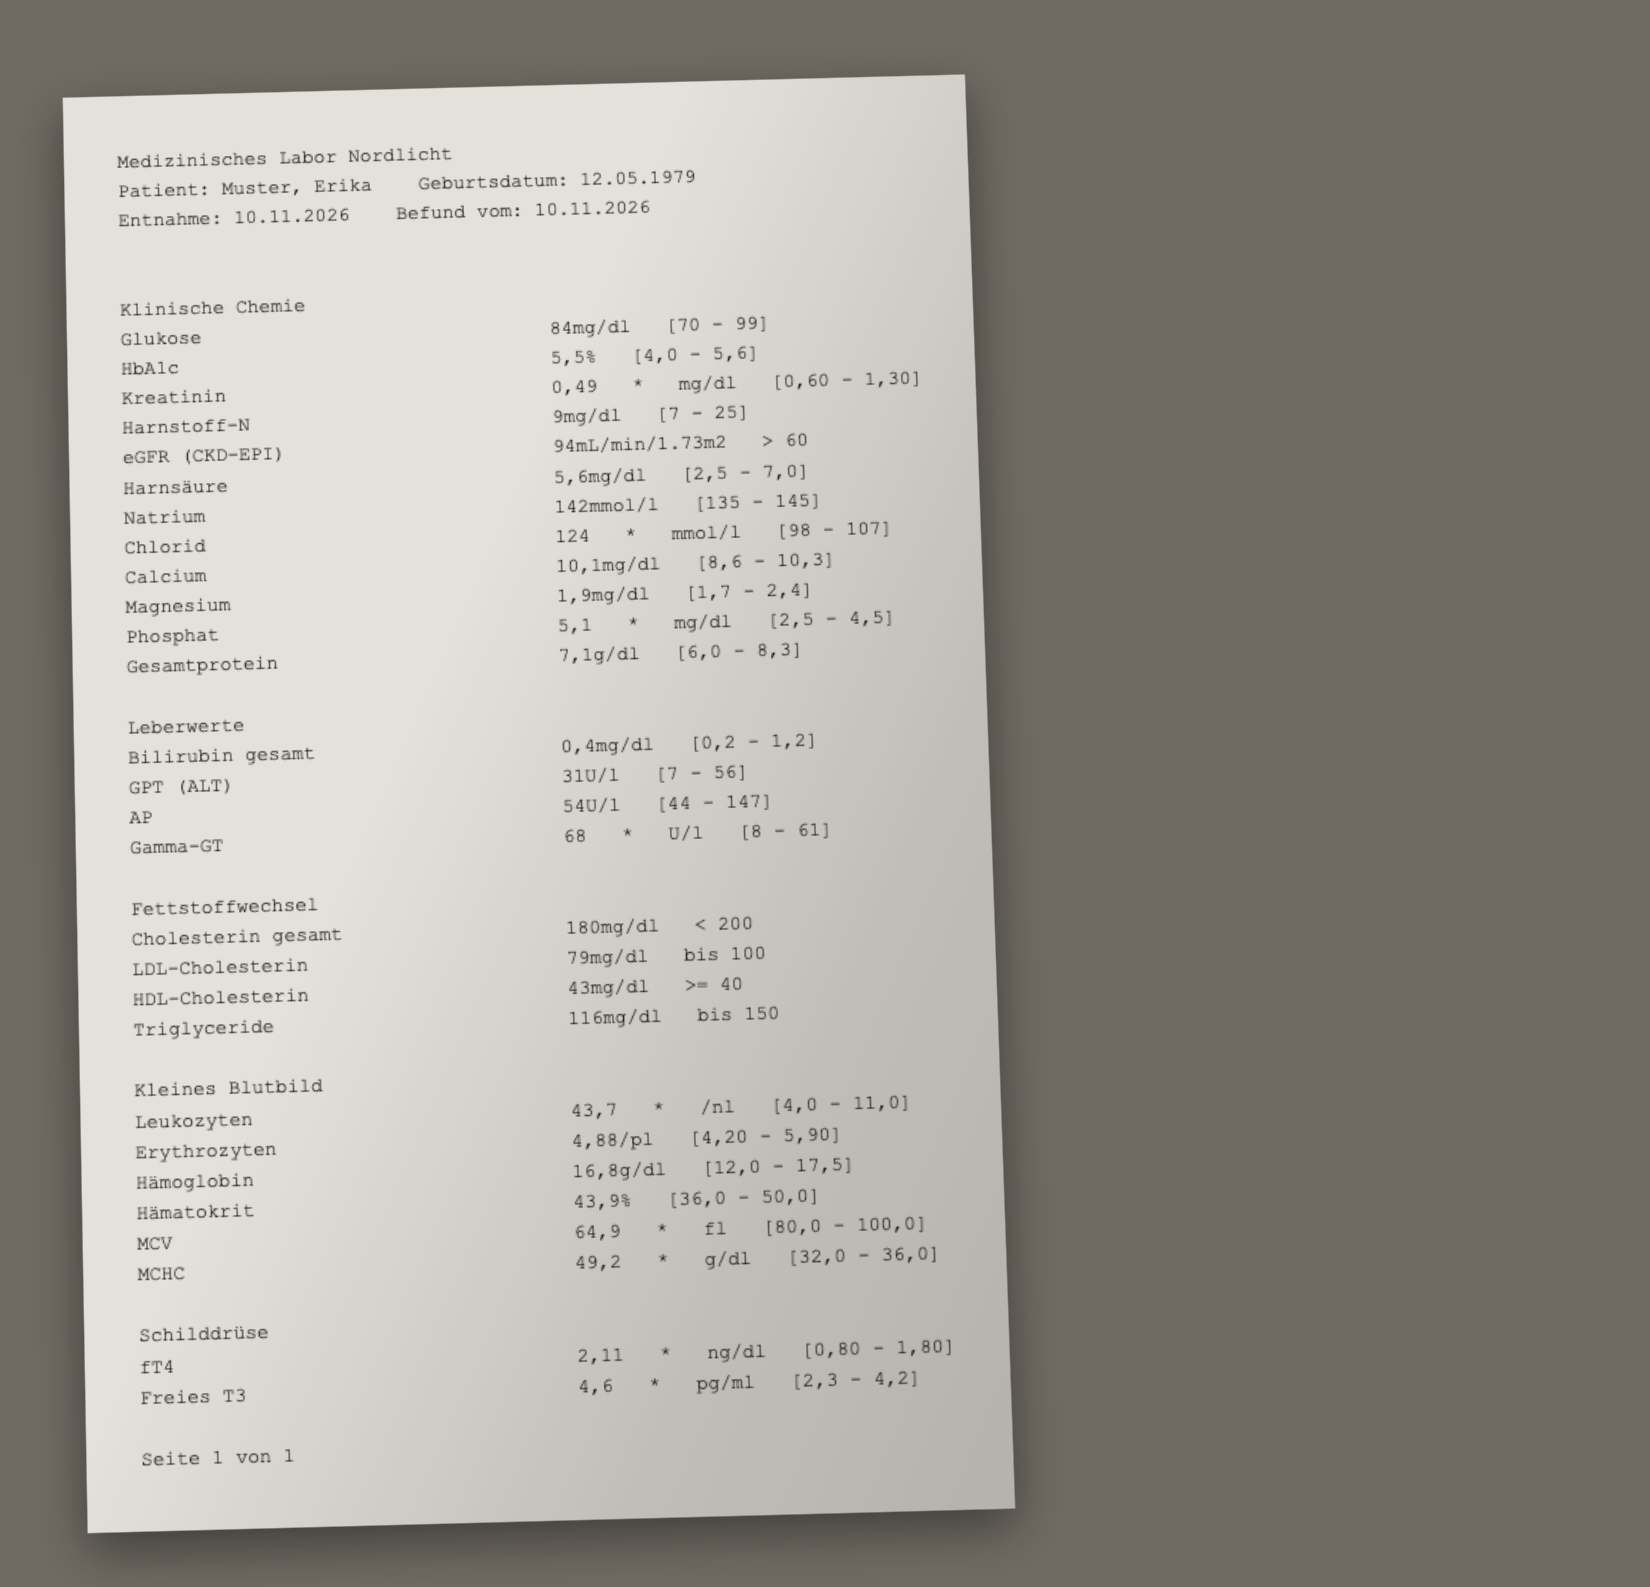 Medizinisches Labor Nordlicht
Patient: Muster, Erika    Geburtsdatum: 12.05.1979
Entnahme: 10.11.2026    Befund vom: 10.11.2026
Klinische Chemie
Glukose 84mg/dl [70 - 99]
HbA1c 5,5% [4,0 - 5,6]
Kreatinin 0,49 * mg/dl [0,60 - 1,30]
Harnstoff-N 9mg/dl [7 - 25]
eGFR (CKD-EPI) 94mL/min/1.73m2 > 60
Harnsäure 5,6mg/dl [2,5 - 7,0]
Natrium 142mmol/l [135 - 145]
Chlorid 124 * mmol/l [98 - 107]
Calcium 10,1mg/dl [8,6 - 10,3]
Magnesium 1,9mg/dl [1,7 - 2,4]
Phosphat 5,1 * mg/dl [2,5 - 4,5]
Gesamtprotein 7,1g/dl [6,0 - 8,3]
Leberwerte
Bilirubin gesamt 0,4mg/dl [0,2 - 1,2]
GPT (ALT) 31U/l [7 - 56]
AP 54U/l [44 - 147]
Gamma-GT 68 * U/l [8 - 61]
Fettstoffwechsel
Cholesterin gesamt 180mg/dl < 200
LDL-Cholesterin 79mg/dl bis 100
HDL-Cholesterin 43mg/dl >= 40
Triglyceride 116mg/dl bis 150
Kleines Blutbild
Leukozyten 43,7 * /nl [4,0 - 11,0]
Erythrozyten 4,88/pl [4,20 - 5,90]
Hämoglobin 16,8g/dl [12,0 - 17,5]
Hämatokrit 43,9% [36,0 - 50,0]
MCV 64,9 * fl [80,0 - 100,0]
MCHC 49,2 * g/dl [32,0 - 36,0]
Schilddrüse
fT4 2,11 * ng/dl [0,80 - 1,80]
Freies T3 4,6 * pg/ml [2,3 - 4,2]
Seite 1 von 1